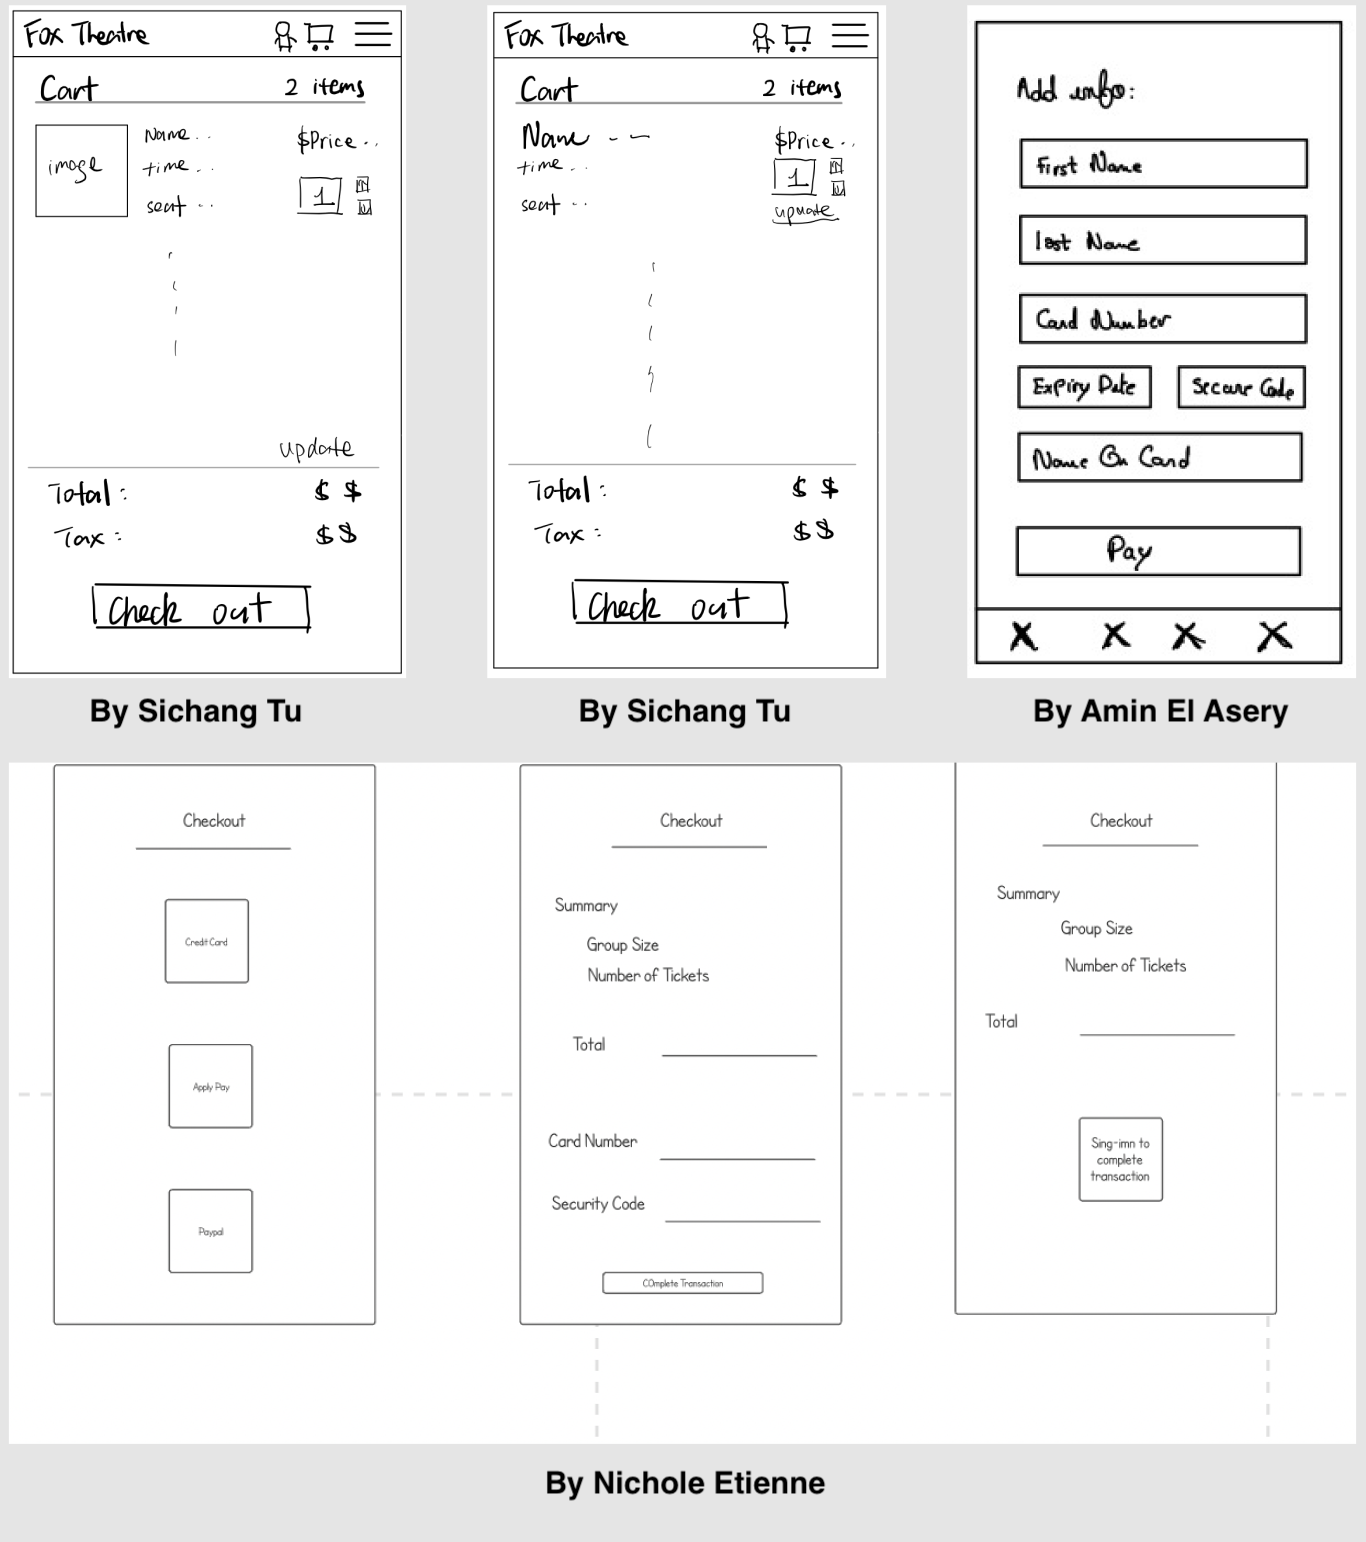 Fox Theatre
Cart 2 items
image
Name . .
time . .
seat . .
$Price . .
1
update
Total : $ $
Tax : $ $
Check out
By Sichang Tu
Fox Theatre
Cart 2 items
Name - -
time . .
seat . .
$Price . .
1
update
Total : $ $
Tax : $ $
Check out
By Sichang Tu
Add info:
First Name
last Name
Card Number
Expiry Date
Secure Code
Name On Card
Pay
X X X X
By Amin El Asery
Checkout
Credit Card
Apply Pay
Paypal
Checkout
Summary
Group Size
Number of Tickets
Total
Card Number
Security Code
COmplete Transaction
Checkout
Summary
Group Size
Number of Tickets
Total
Sing-imn to
complete
transaction
By Nichole Etienne